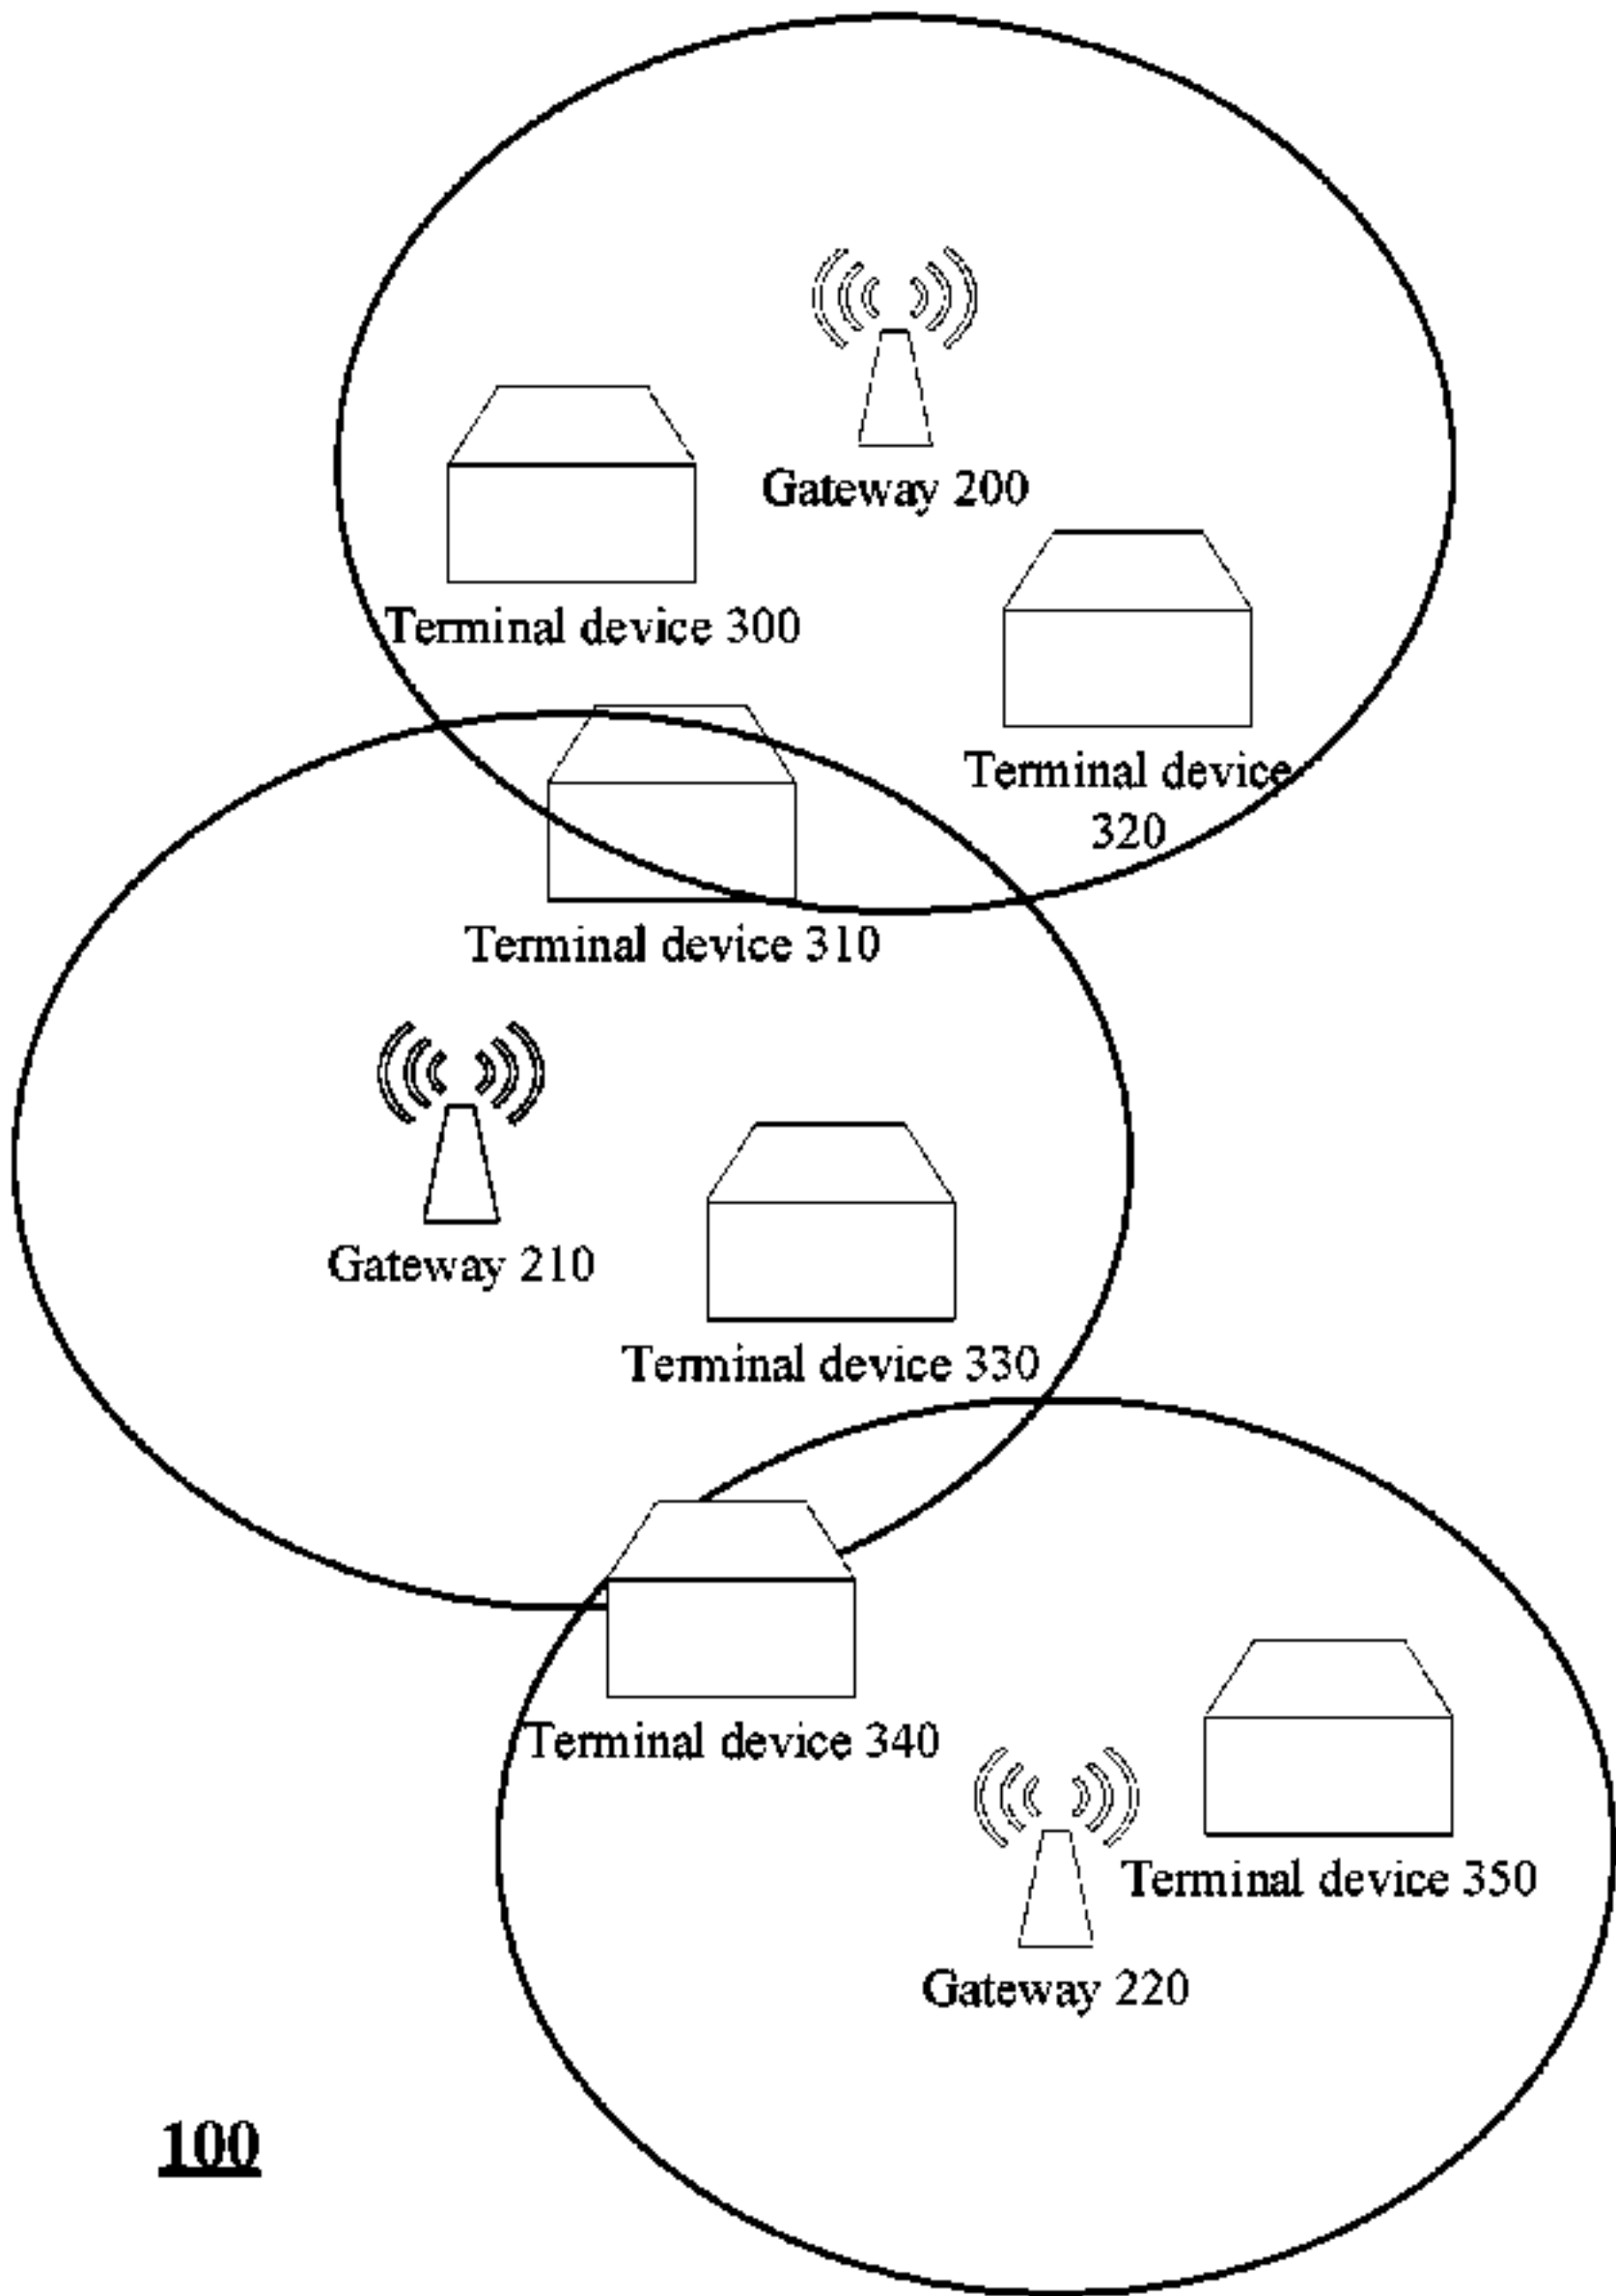 Gateway 200
Terminal device 300
Terminal device
320
Terminal device 310
Gateway 210
Terminal device 330
Terminal device 340
Terminal device 350
Gateway 220
100